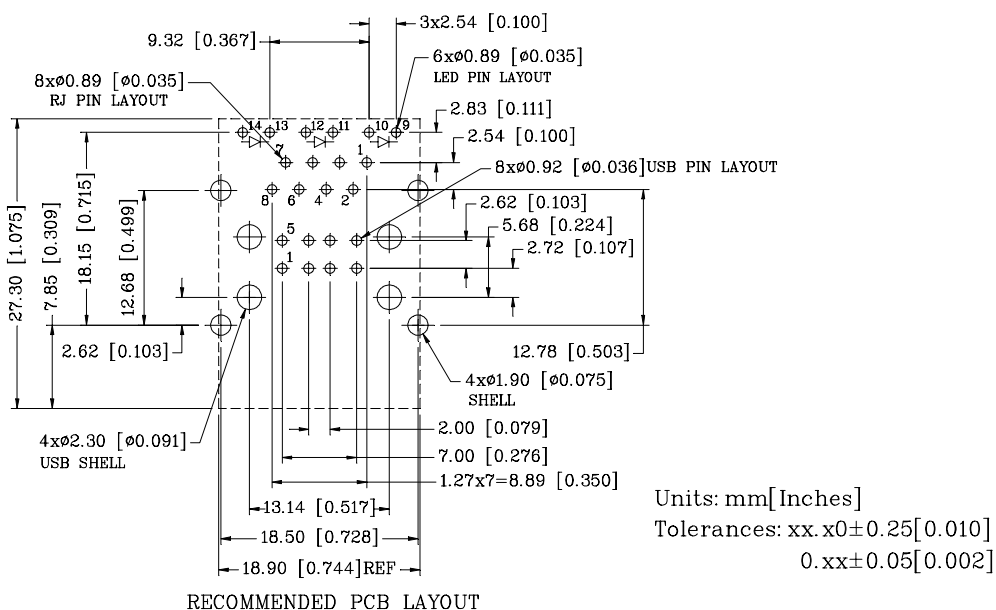 3x2.54 [0.100]
9.32 [0.367]
6xø0.89 [ø0.035]
LED PIN LAYOUT
8xø0.89 [ø0.035]
RJ PIN LAYOUT
2.83 [0.111]
2.54 [0.100]
14 13 12 11 10 9
7 1
8xø0.92 [ø0.036] USB PIN LAYOUT
8 6 4 2
2.62 [0.103]
5.68 [0.224]
2.72 [0.107]
5
1
27.30 [1.075]
7.85 [0.309]
18.15 [0.715]
12.68 [0.499]
2.62 [0.103]
12.78 [0.503]
4xø1.90 [ø0.075]
SHELL
4xø2.30 [ø0.091]
USB SHELL
2.00 [0.079]
7.00 [0.276]
1.27x7=8.89 [0.350]
13.14 [0.517]
18.50 [0.728]
18.90 [0.744]REF
Units: mm[Inches]
Tolerances: xx.x0±0.25[0.010]
0.xx±0.05[0.002]
RECOMMENDED PCB LAYOUT